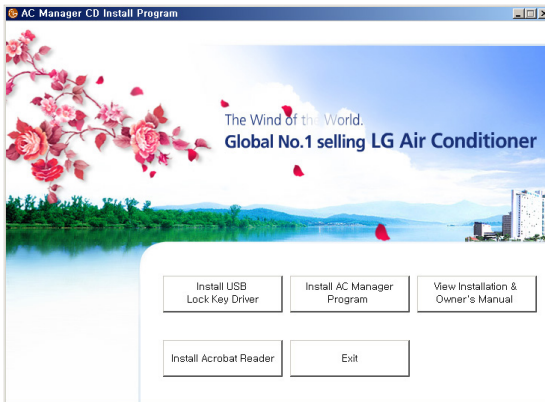 AC Manager CD Install Program
The Wind of the World.
Global No.1 selling LG Air Conditioner
Install USB
Lock Key Driver
Install AC Manager
Program
View Installation &
Owner's Manual
Install Acrobat Reader
Exit